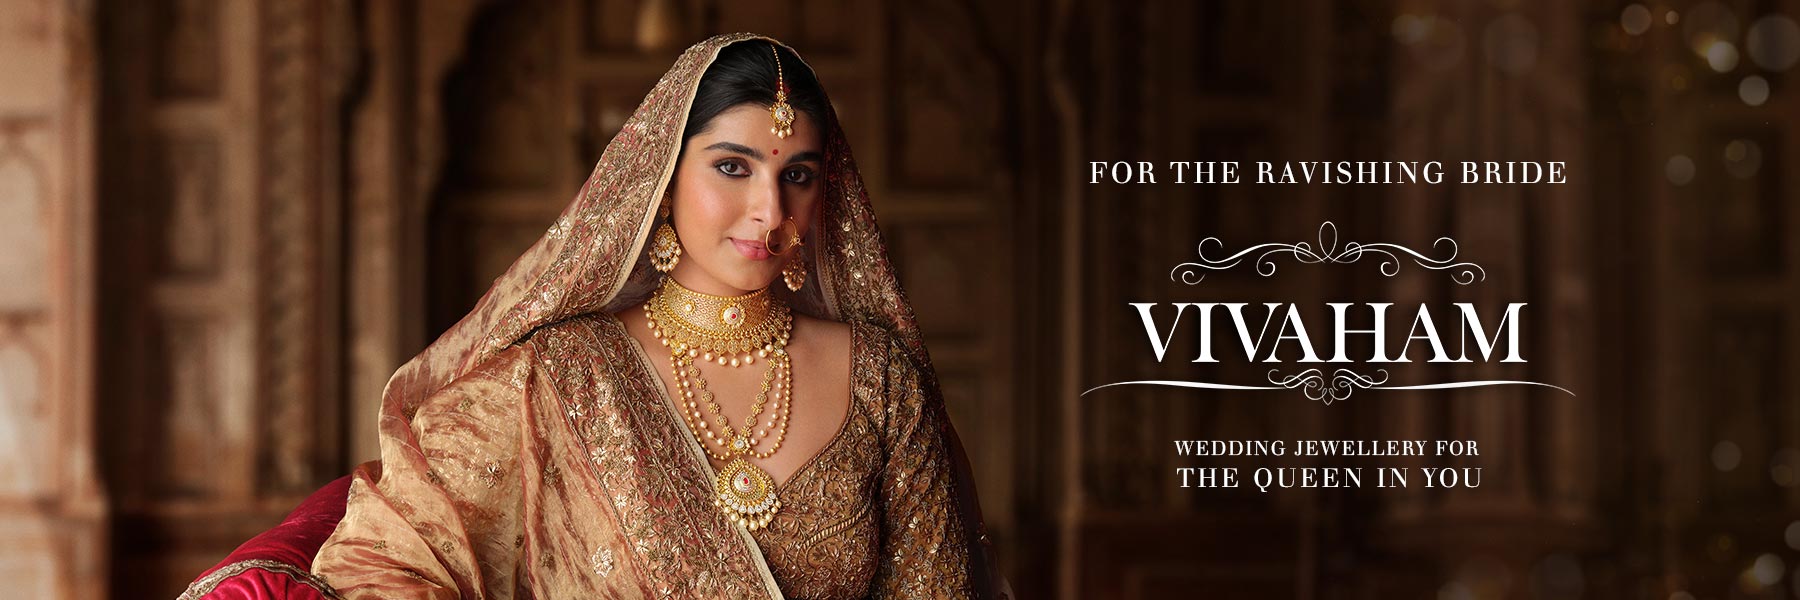 FOR THE RAVISHING BRIDE
VIVAHAM
WEDDING JEWELLERY FOR
THE QUEEN IN YOU